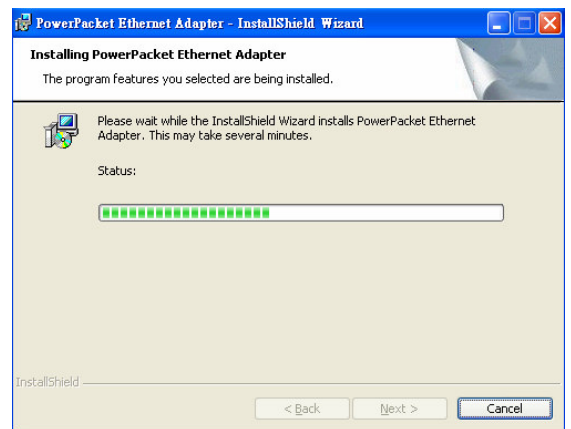 PowerPacket Ethernet Adapter - InstallShield Wizard
Installing PowerPacket Ethernet Adapter
The program features you selected are being installed.
Please wait while the InstallShield Wizard installs PowerPacket Ethernet
Adapter. This may take several minutes.
Status:
InstallShield
< Back Next > Cancel